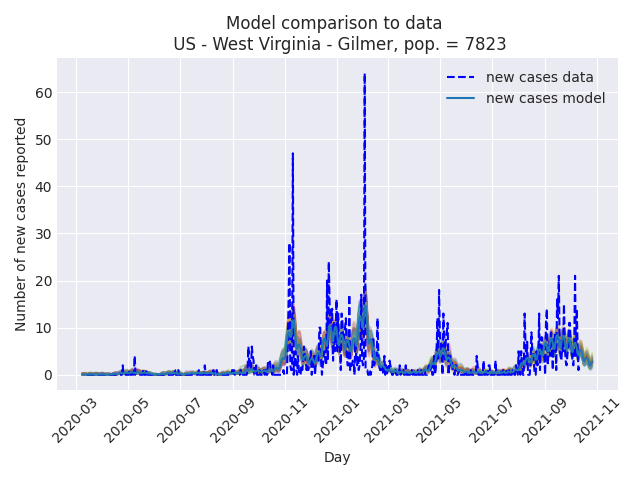 Model comparison to data
US - West Virginia - Gilmer, pop. = 7823
new cases data
new cases model
Number of new cases reported
60
50
40
30
20
10
0
2020-03 2020-05 2020-07 2020-09 2020-11 2021-01 2021-03 2021-05 2021-07 2021-09 2021-11
Day